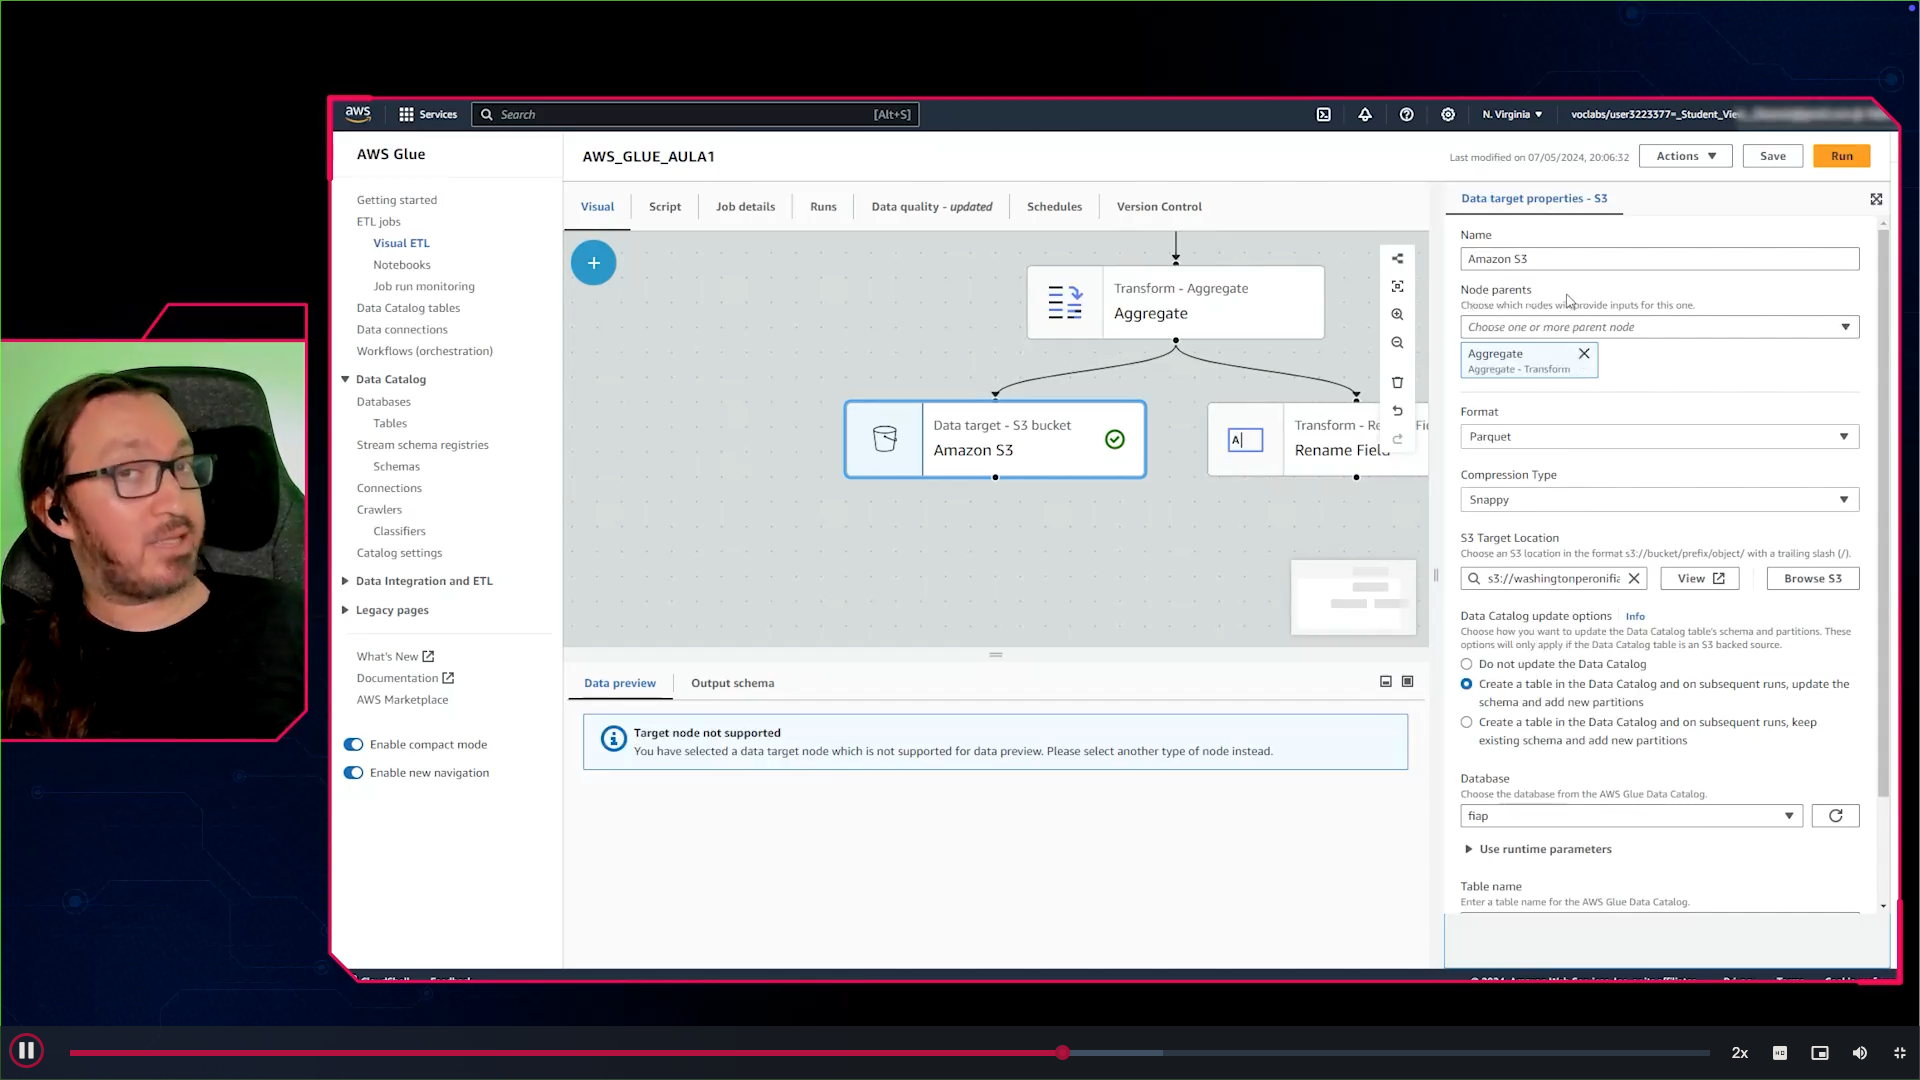 aws
Services
Search
[Alt+S]
N. Virginia
voclabs/user3223377=_Student_Vie
AWS Glue
Getting started
ETL jobs
Visual ETL
Notebooks
Job run monitoring
Data Catalog tables
Data connections
Workflows (orchestration)
Data Catalog
Databases
Tables
Stream schema registries
Schemas
Connections
Crawlers
Classifiers
Catalog settings
Data Integration and ETL
Legacy pages
What's New
Documentation
AWS Marketplace
Enable compact mode
Enable new navigation
AWS_GLUE_AULA1
Last modified on 07/05/2024, 20:06:32
Actions
Save
Run
Visual
Script
Job details
Runs
Data quality - updated
Schedules
Version Control
Transform - Aggregate
Aggregate
Data target - S3 bucket
Amazon S3
A
Transform - Re
Rename Field
Data preview
Output schema
Target node not supported
You have selected a data target node which is not supported for data preview. Please select another type of node instead.
Data target properties - S3
Name
Amazon S3
Node parents
Choose which nodes will provide inputs for this one.
Choose one or more parent node
Aggregate
Aggregate - Transform
Format
Parquet
Compression Type
Snappy
S3 Target Location
Choose an S3 location in the format s3://bucket/prefix/object/ with a trailing slash (/).
s3://washingtonperonifia
View
Browse S3
Data Catalog update options Info
Choose how you want to update the Data Catalog table's schema and partitions. These
options will only apply if the Data Catalog table is an S3 backed source.
Do not update the Data Catalog
Create a table in the Data Catalog and on subsequent runs, update the
schema and add new partitions
Create a table in the Data Catalog and on subsequent runs, keep
existing schema and add new partitions
Database
Choose the database from the AWS Glue Data Catalog.
fiap
Use runtime parameters
Table name
Enter a table name for the AWS Glue Data Catalog.
2x